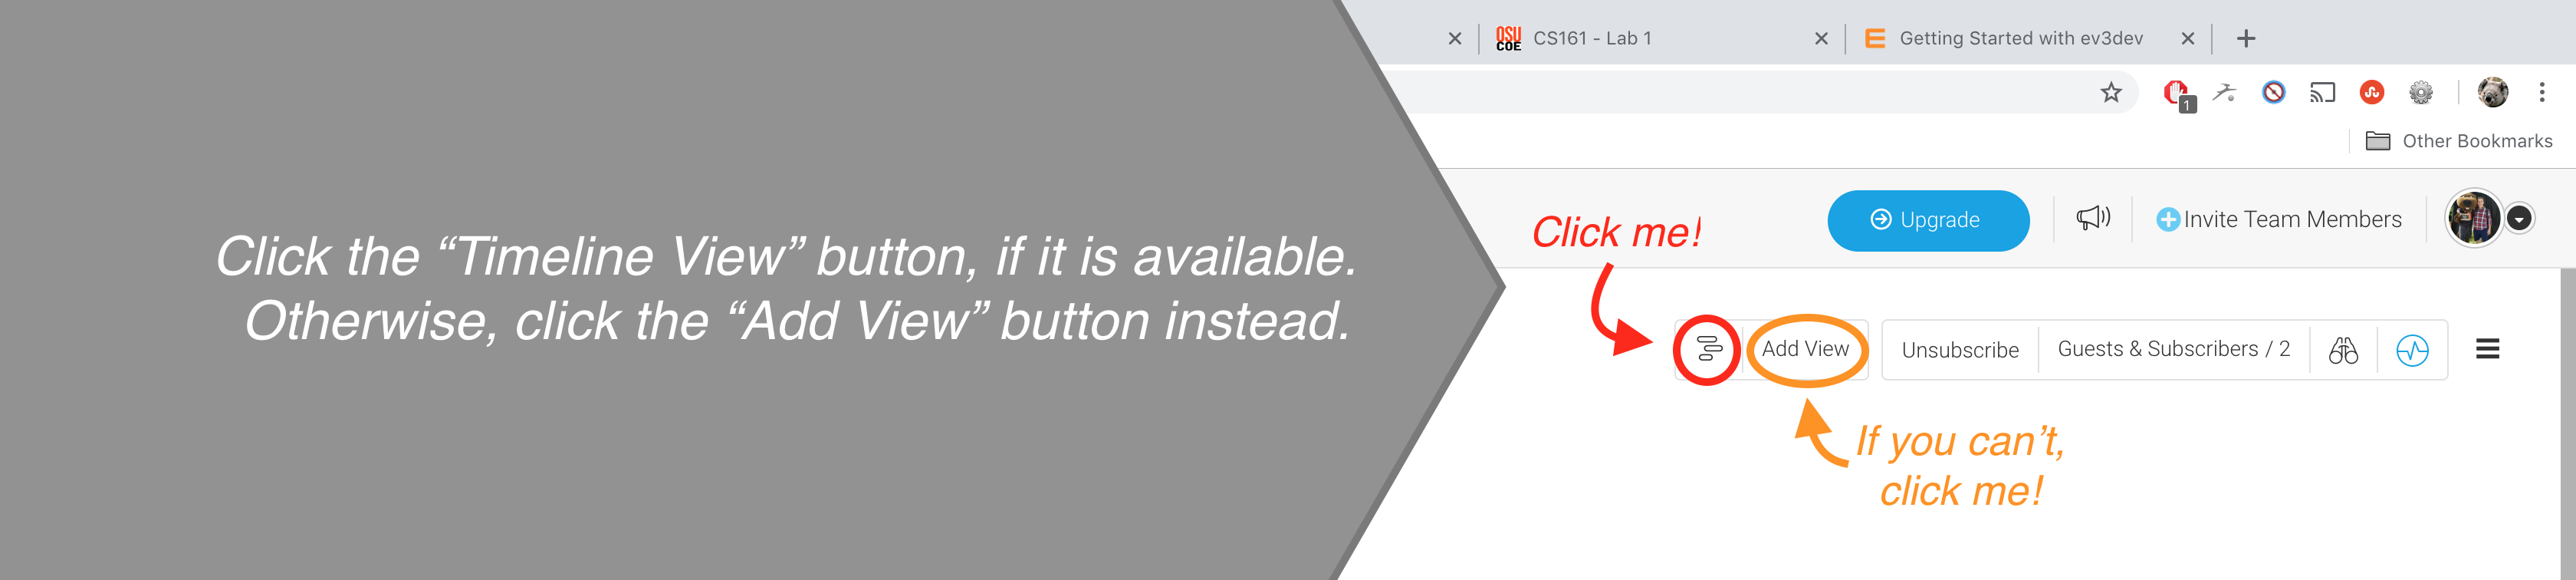 Click the “Timeline View” button, if it is available.
Otherwise, click the “Add View” button instead.
OSU
COE
CS161 - Lab 1
Getting Started with ev3dev
1
Other Bookmarks
Click me!
Upgrade
Invite Team Members
Add View
Unsubscribe
Guests & Subscribers / 2
If you can’t,
click me!